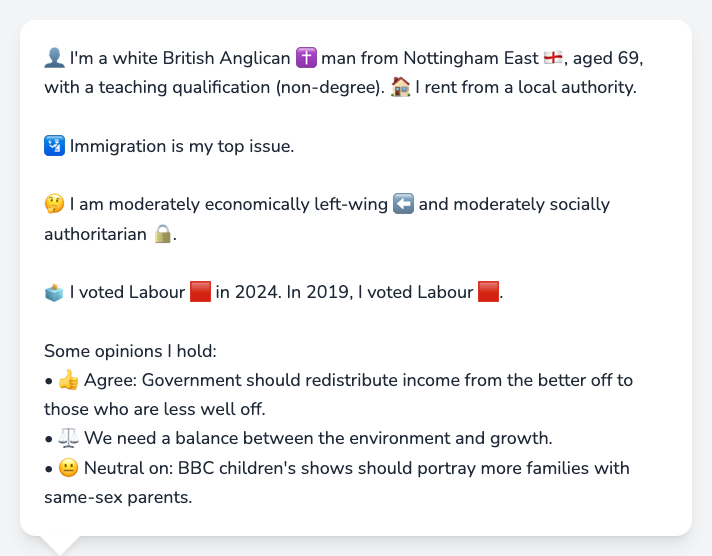 👤 I'm a white British Anglican ✝️ man from Nottingham East 🏴󠁧󠁢󠁥󠁮󠁧󠁿, aged 69,
with a teaching qualification (non-degree). 🏠 I rent from a local authority.
🛂 Immigration is my top issue.
🤔 I am moderately economically left-wing ⬅️ and moderately socially
authoritarian 🔒.
🗳️ I voted Labour 🟥 in 2024. In 2019, I voted Labour 🟥.
Some opinions I hold:
• 👍 Agree: Government should redistribute income from the better off to
those who are less well off.
• ⚖️ We need a balance between the environment and growth.
• 😐 Neutral on: BBC children's shows should portray more families with
same-sex parents.